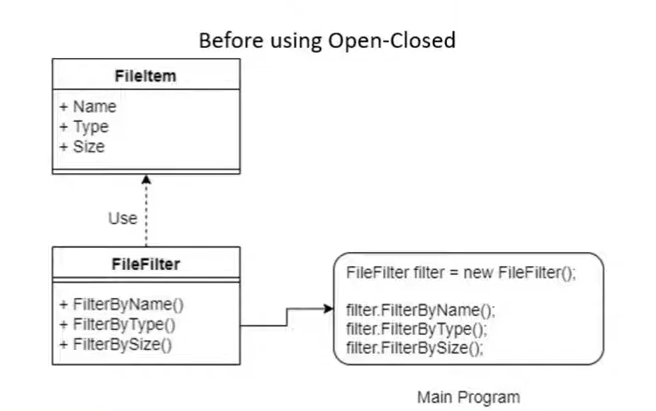 Before using Open-Closed
FileItem
+ Name
+ Type
+ Size
Use
FileFilter
+ FilterByName()
+ FilterByType()
+ FilterBySize()
FileFilter filter = new FileFilter();
filter.FilterByName();
filter.FilterByType();
filter.FilterBySize();
Main Program